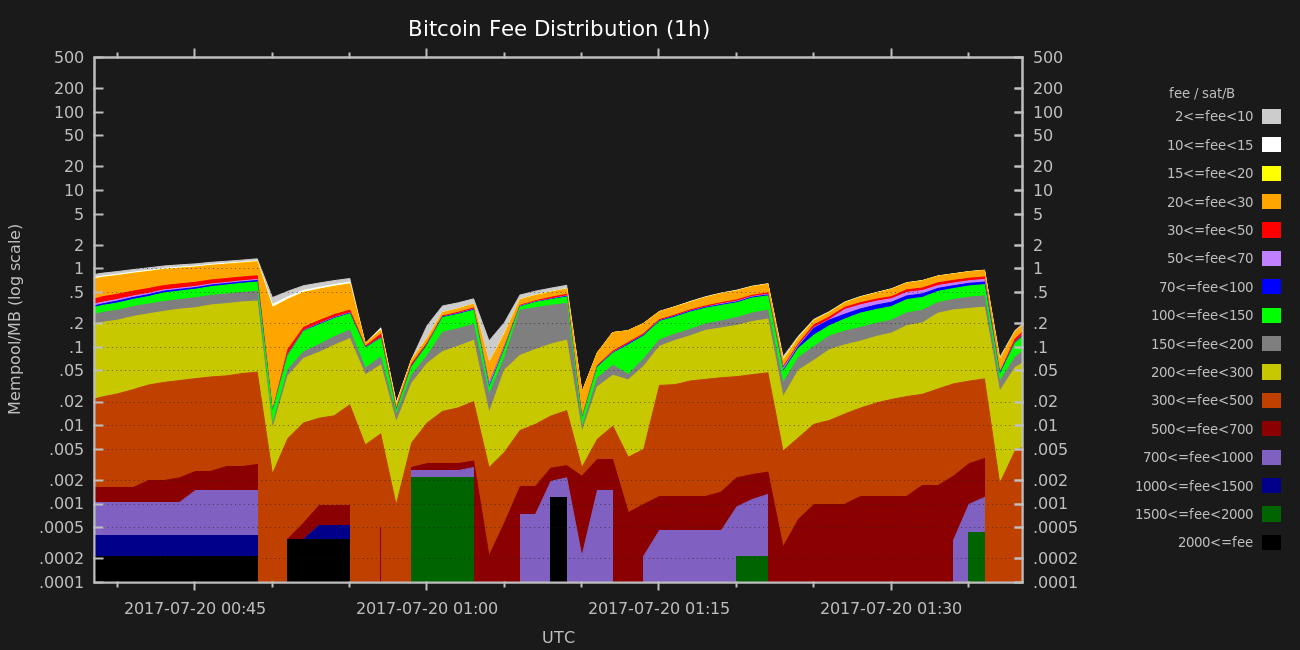 Bitcoin Fee Distribution (1h)
Mempool/MB (log scale)
500
200
100
50
20
10
5
2
1
.5
.2
.1
.05
.02
.01
.005
.002
.001
.0005
.0002
.0001
500
200
100
50
20
10
5
2
1
.5
.2
.1
.05
.02
.01
.005
.002
.001
.0005
.0002
.0001
2017-07-20 00:45
2017-07-20 01:00
2017-07-20 01:15
2017-07-20 01:30
UTC
fee / sat/B
2<=fee<10
10<=fee<15
15<=fee<20
20<=fee<30
30<=fee<50
50<=fee<70
70<=fee<100
100<=fee<150
150<=fee<200
200<=fee<300
300<=fee<500
500<=fee<700
700<=fee<1000
1000<=fee<1500
1500<=fee<2000
2000<=fee